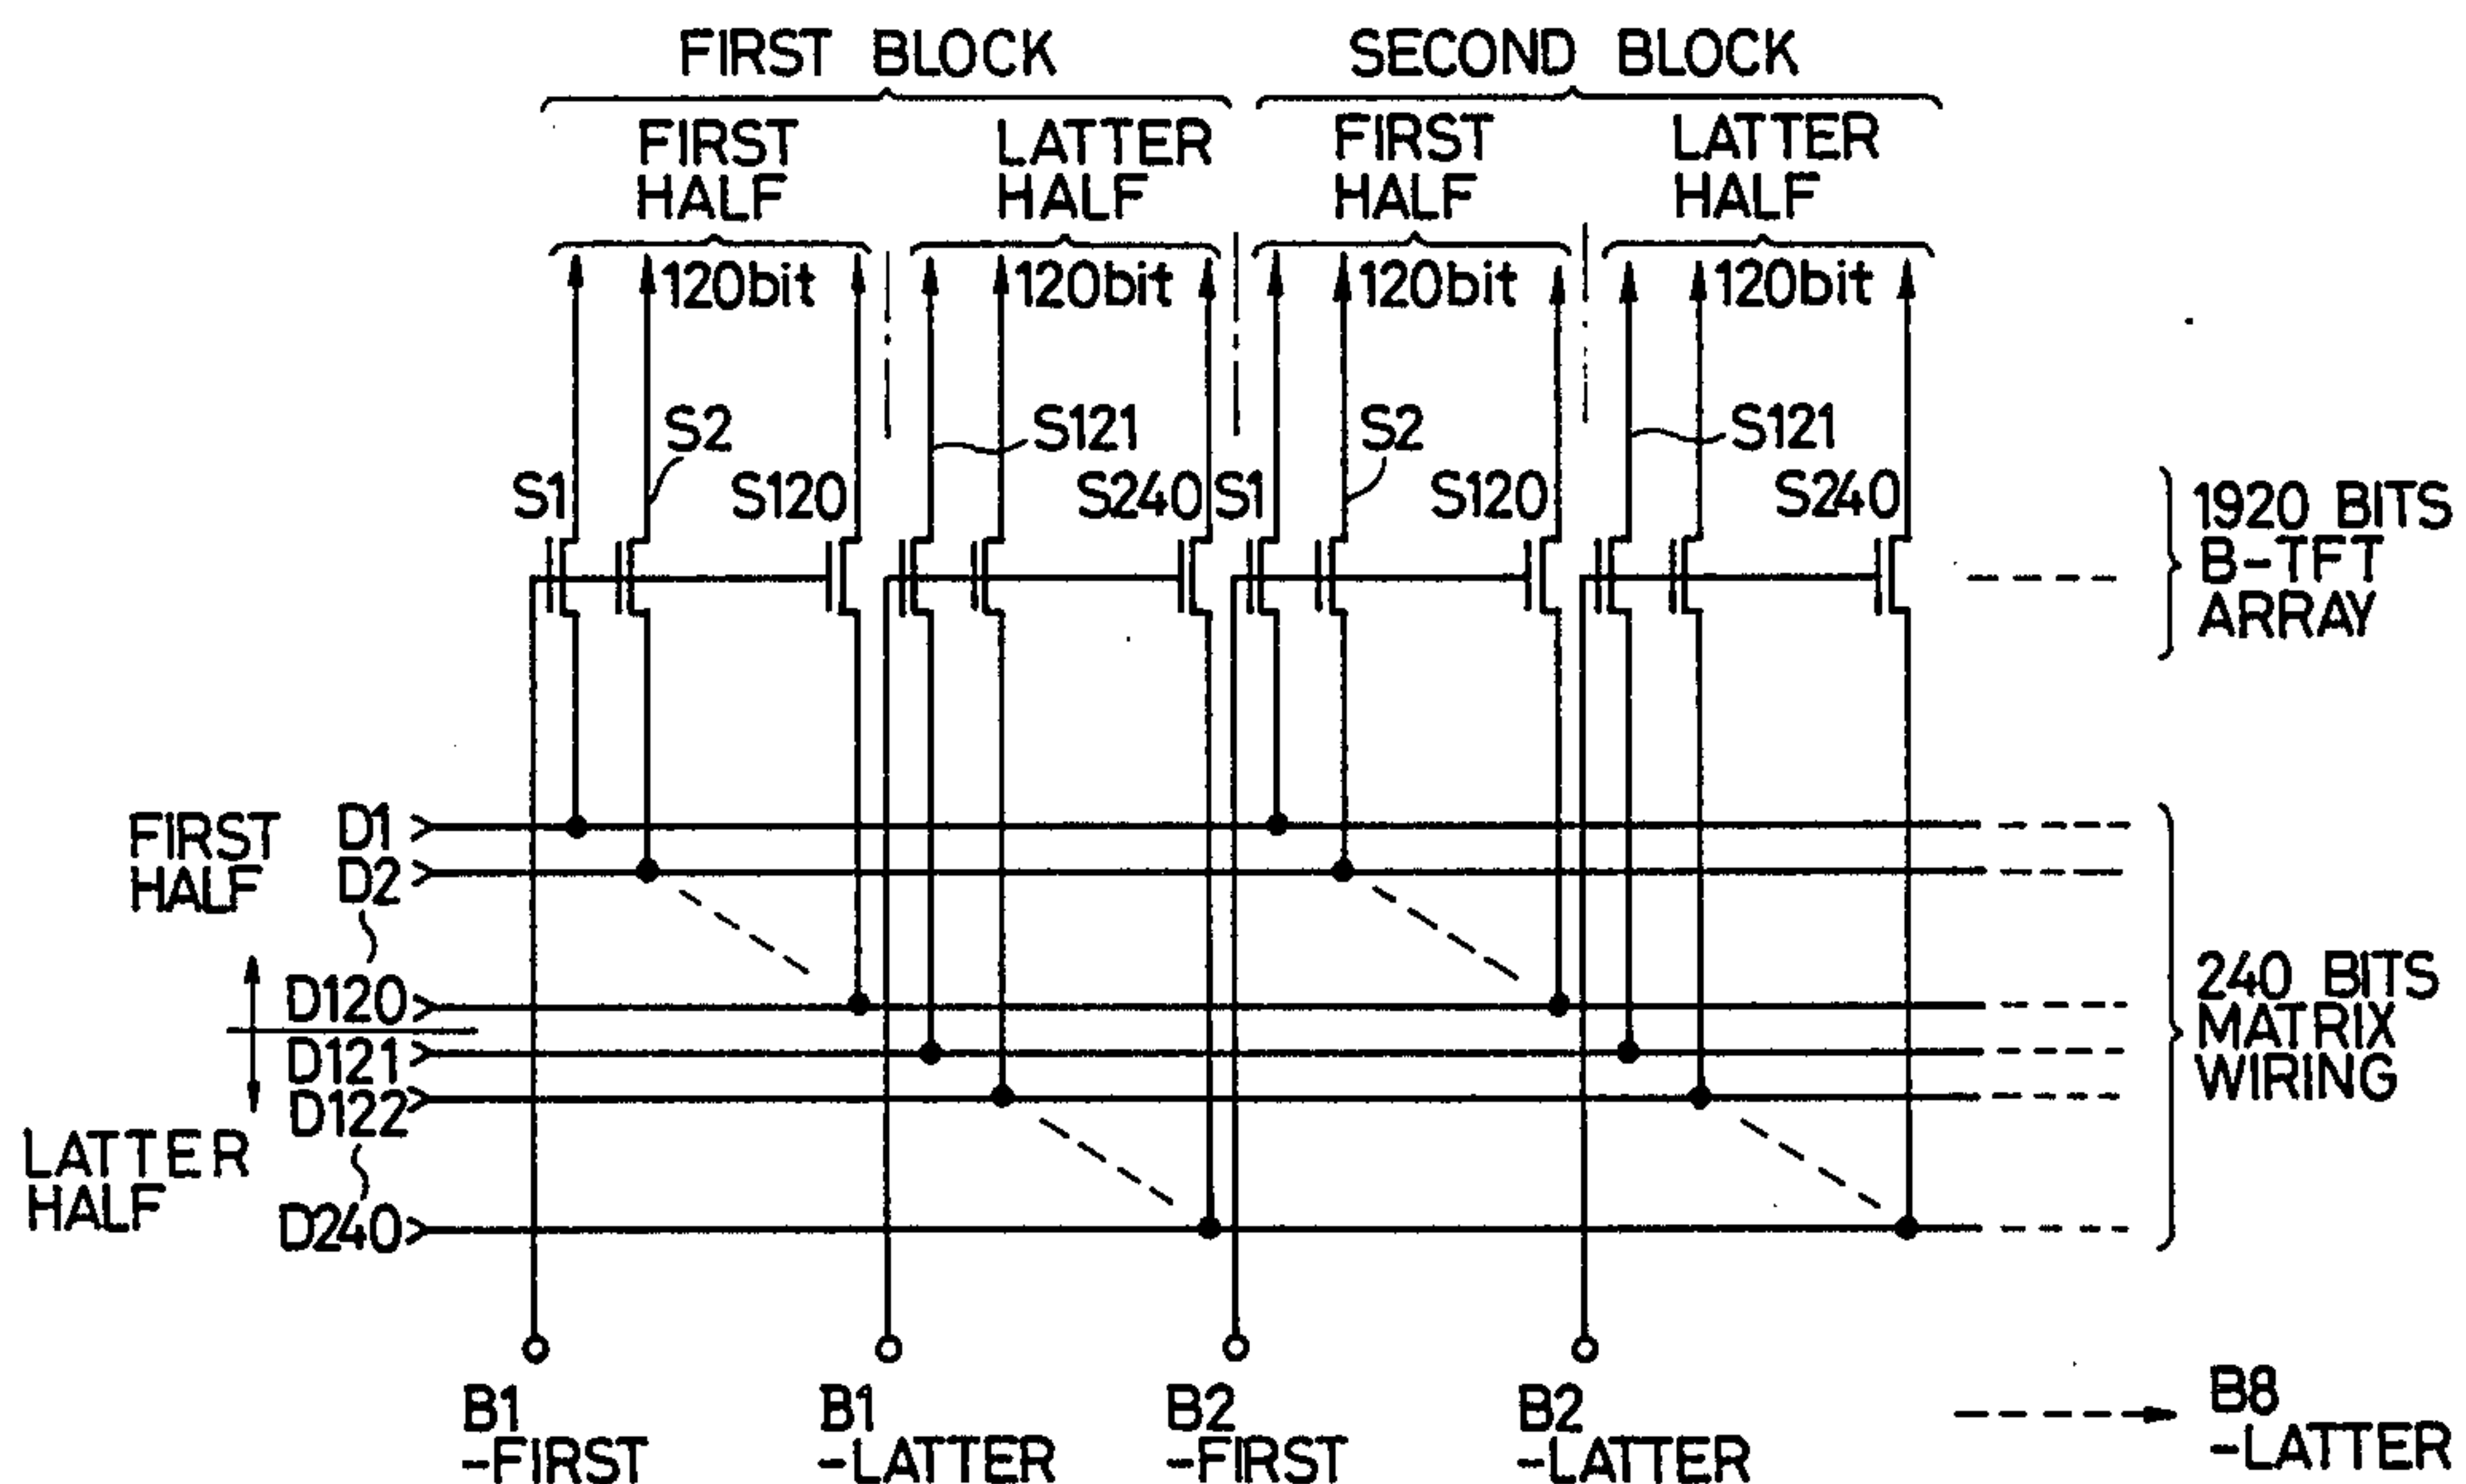 FIRST BLOCK
SECOND BLOCK
FIRST
HALF
LATTER
HALF
FIRST
HALF
LATTER
HALF
120bit
120bit
120bit
120bit
S1
S2
S120
S121
S240
S1
S2
S120
S121
S240
1920 BITS
B-TFT
ARRAY
FIRST
HALF
D1
D2
D120
D121
D122
D240
LATTER
HALF
240 BITS
MATRIX
WIRING
B1
-FIRST
B1
-LATTER
B2
-FIRST
B2
-LATTER
B8
-LATTER